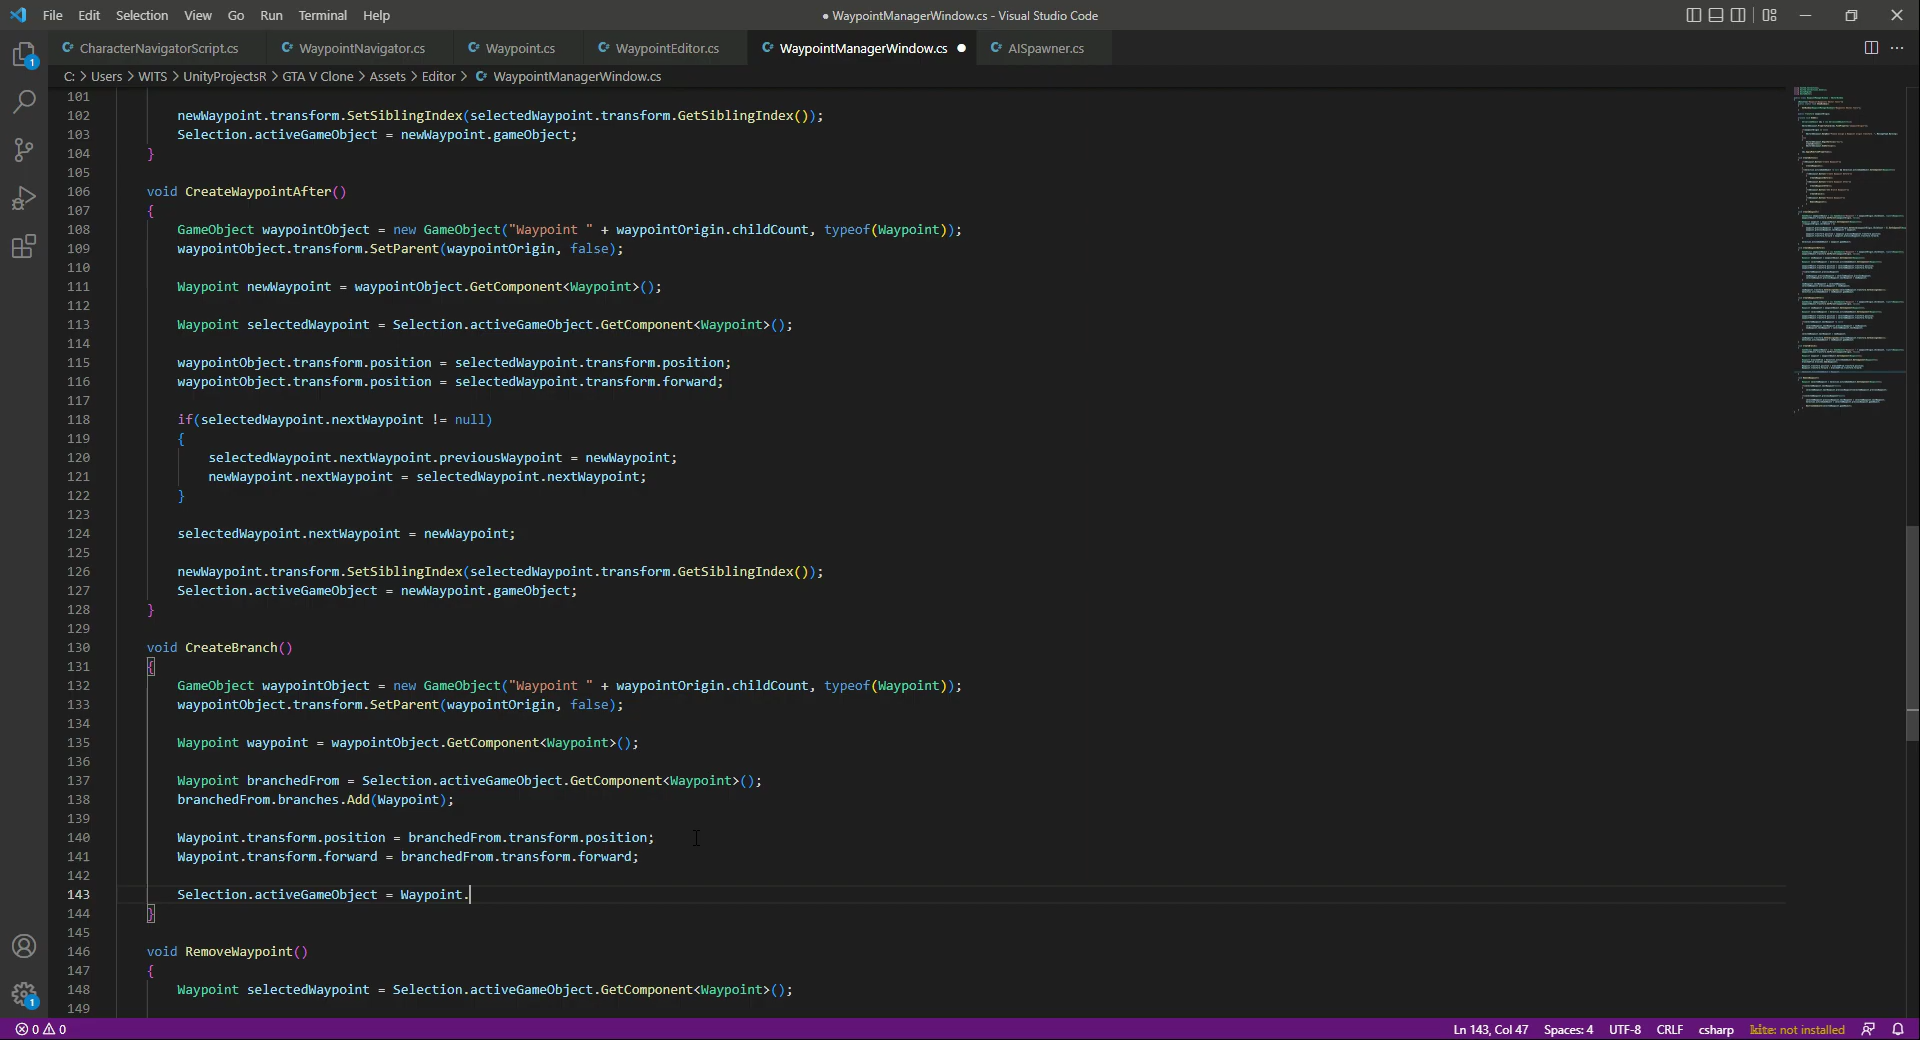 File Edit Selection View Go Run Terminal Help
● WaypointManagerWindow.cs - Visual Studio Code
CharacterNavigatorScript.cs WaypointNavigator.cs Waypoint.cs WaypointEditor.cs WaypointManagerWindow.cs ● AISpawner.cs
C: > Users > WITS > UnityProjectsR > GTA V Clone > Assets > Editor > WaypointManagerWindow.cs
101
102 newWaypoint.transform.SetSiblingIndex(selectedWaypoint.transform.GetSiblingIndex());
103 Selection.activeGameObject = newWaypoint.gameObject;
104 }
105
106 void CreateWaypointAfter()
107 {
108 GameObject waypointObject = new GameObject("Waypoint " + waypointOrigin.childCount, typeof(Waypoint));
109 waypointObject.transform.SetParent(waypointOrigin, false);
110
111 Waypoint newWaypoint = waypointObject.GetComponent<Waypoint>();
112
113 Waypoint selectedWaypoint = Selection.activeGameObject.GetComponent<Waypoint>();
114
115 waypointObject.transform.position = selectedWaypoint.transform.position;
116 waypointObject.transform.position = selectedWaypoint.transform.forward;
117
118 if(selectedWaypoint.nextWaypoint != null)
119 {
120 selectedWaypoint.nextWaypoint.previousWaypoint = newWaypoint;
121 newWaypoint.nextWaypoint = selectedWaypoint.nextWaypoint;
122 }
123
124 selectedWaypoint.nextWaypoint = newWaypoint;
125
126 newWaypoint.transform.SetSiblingIndex(selectedWaypoint.transform.GetSiblingIndex());
127 Selection.activeGameObject = newWaypoint.gameObject;
128 }
129
130 void CreateBranch()
131 {
132 GameObject waypointObject = new GameObject("Waypoint " + waypointOrigin.childCount, typeof(Waypoint));
133 waypointObject.transform.SetParent(waypointOrigin, false);
134
135 Waypoint waypoint = waypointObject.GetComponent<Waypoint>();
136
137 Waypoint branchedFrom = Selection.activeGameObject.GetComponent<Waypoint>();
138 branchedFrom.branches.Add(Waypoint);
139
140 Waypoint.transform.position = branchedFrom.transform.position;
141 Waypoint.transform.forward = branchedFrom.transform.forward;
142
143 Selection.activeGameObject = Waypoint.
144 }
145
146 void RemoveWaypoint()
147 {
148 Waypoint selectedWaypoint = Selection.activeGameObject.GetComponent<Waypoint>();
149
1
1
0 0 Ln 143, Col 47 Spaces: 4 UTF-8 CRLF csharp kite: not installed